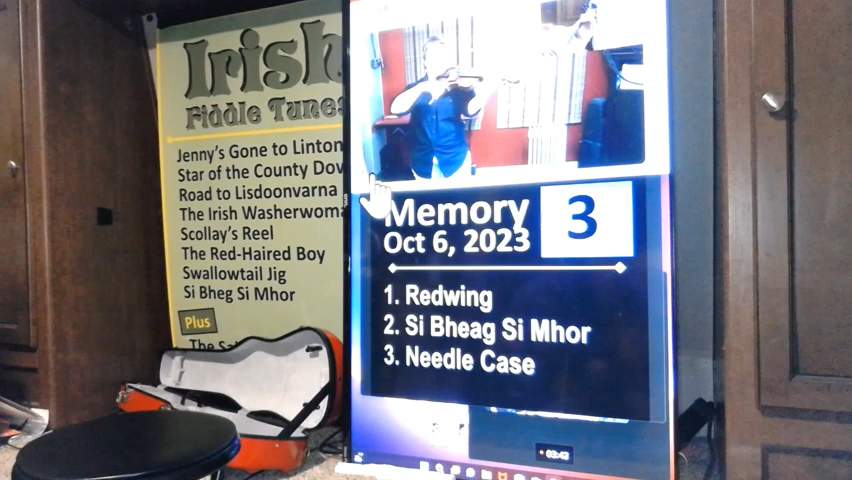 Irish
Fiddle Tunes
Jenny's Gone to Linton
Star of the County Dov
Road to Lisdoonvarna
The Irish Washerwoma
Scollay's Reel
The Red-Haired Boy
Swallowtail Jig
Si Bheg Si Mhor
Plus
The
Memory 3
Oct 6, 2023
1. Redwing
2. Si Bheag Si Mhor
3. Needle Case
03:42